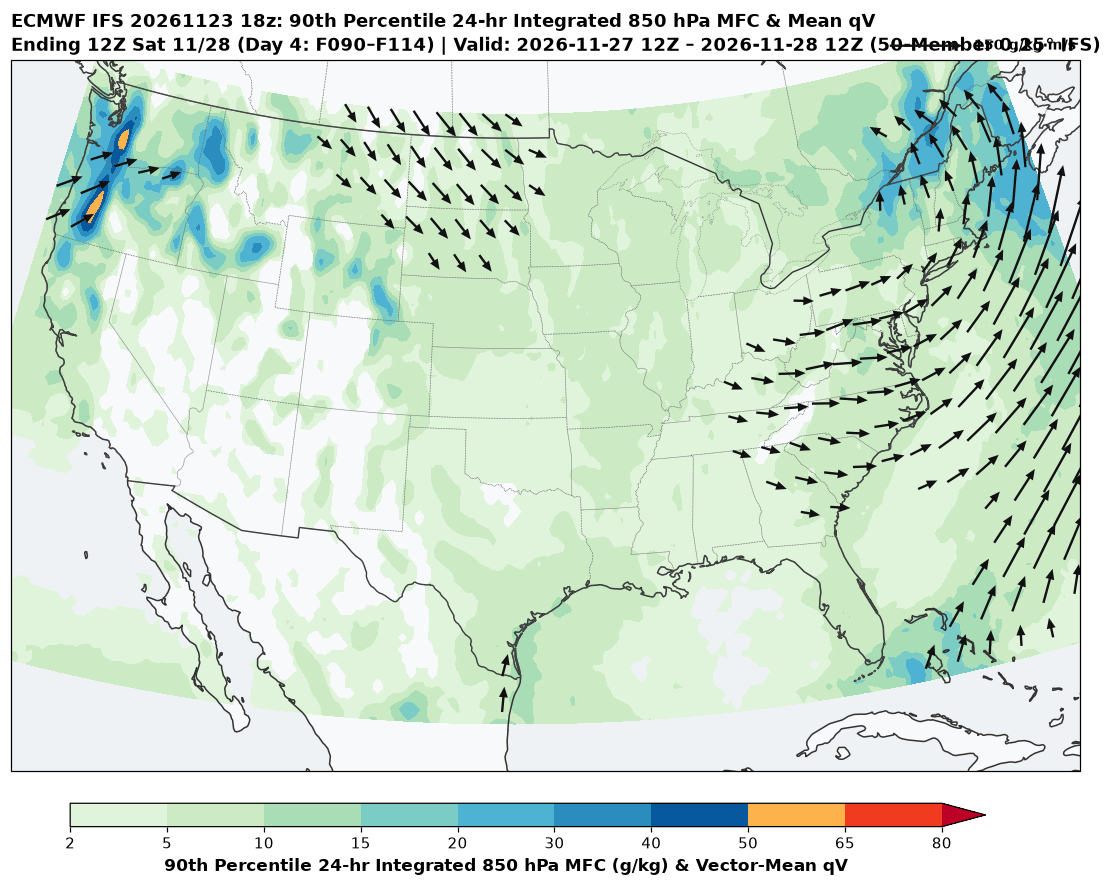 ECMWF IFS 20261123 18z: 90th Percentile 24-hr Integrated 850 hPa MFC & Mean qV
Ending 12Z Sat 11/28 (Day 4: F090–F114) | Valid: 2026-11-27 12Z – 2026-11-28 12Z (50-Member 0.25° IFS)
2 5 10 15 20 30 40 50 65 80
90th Percentile 24-hr Integrated 850 hPa MFC (g/kg) & Vector-Mean qV